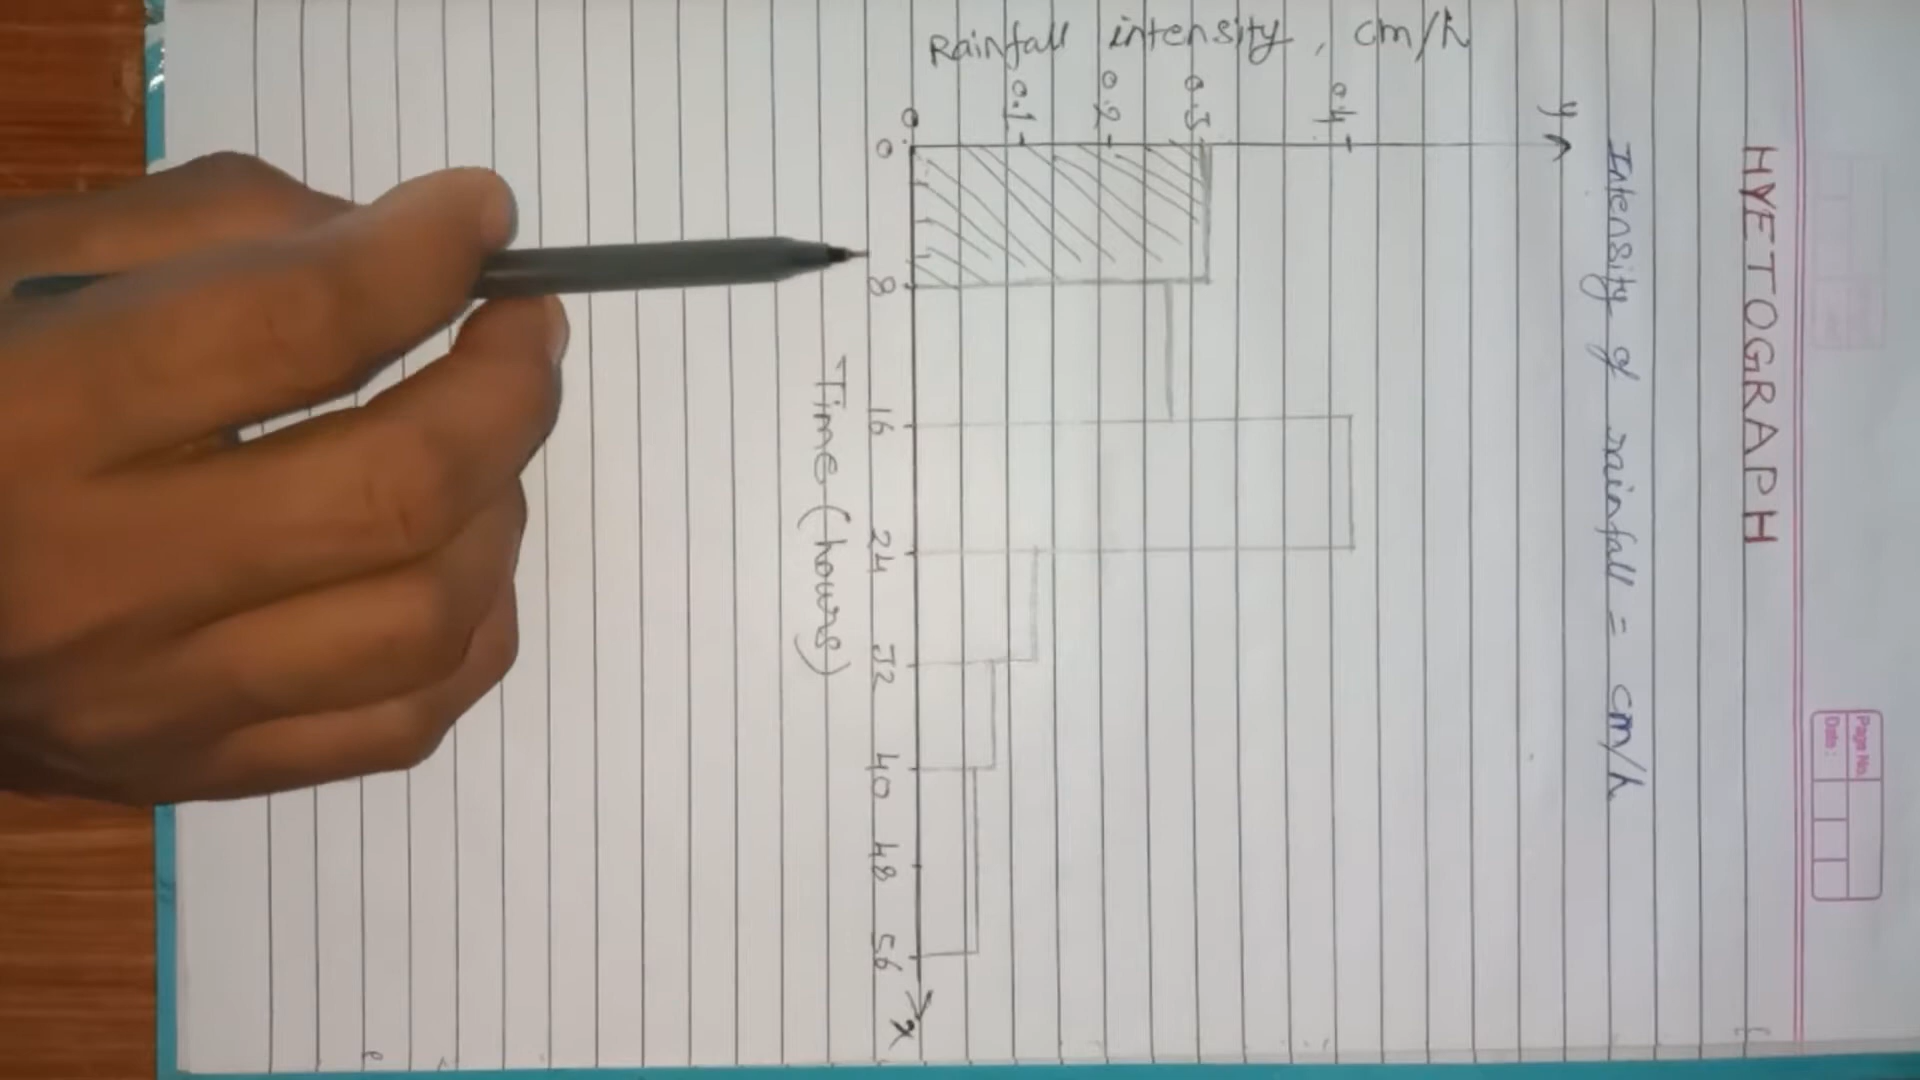 HYETOGRAPH
Page No.
Date :
Intensity of rainfall = cm/h
y
Rainfall intensity, cm/h
0.4
0.3
0.2
0.1
0
0 8 16 24 32 40 48 56 x
Time (hours)